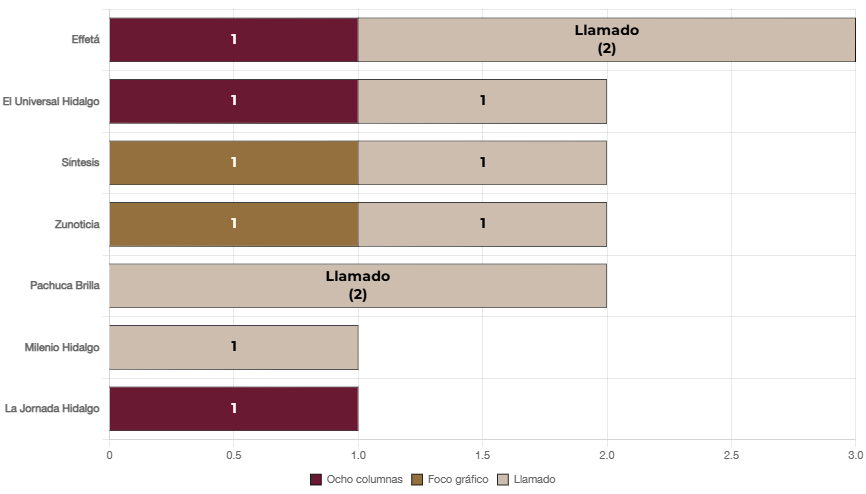 Effetá
1
Llamado
(2)
El Universal Hidalgo
1
1
Síntesis
1
1
Zunoticia
1
1
Pachuca Brilla
Llamado
(2)
Milenio Hidalgo
1
La Jornada Hidalgo
1
0
0.5
1.0
1.5
2.0
2.5
3.0
Ocho columnas
Foco gráfico
Llamado